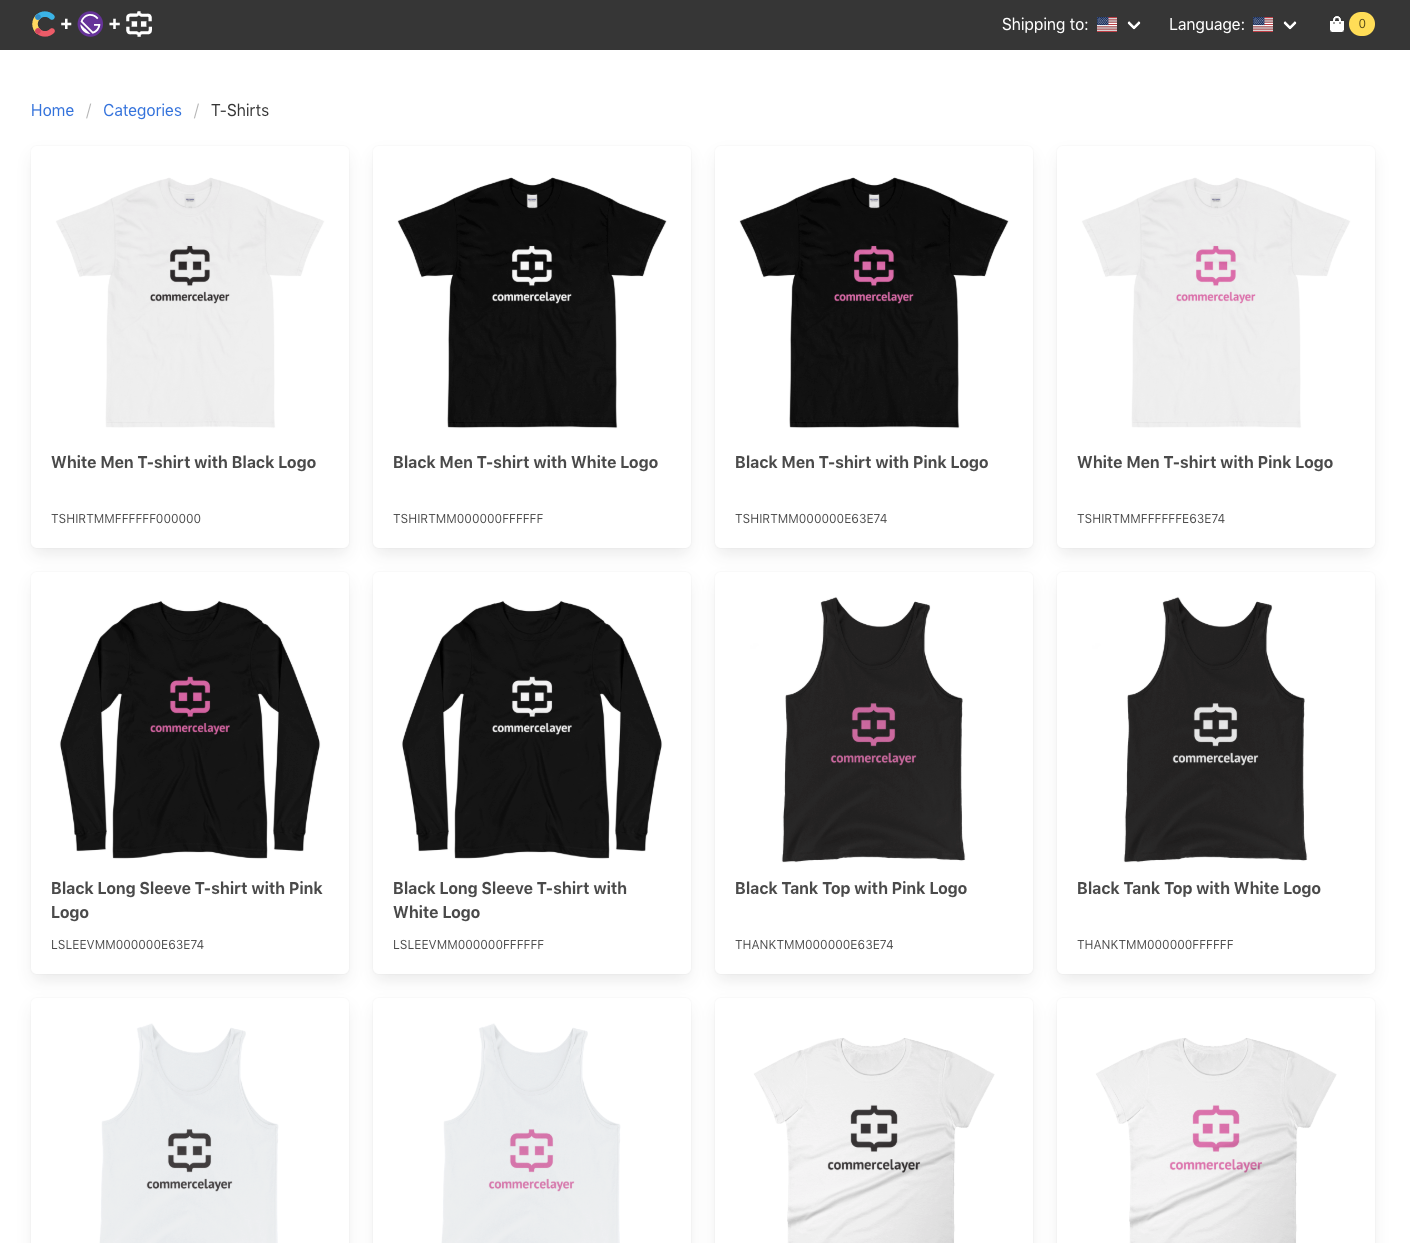 + +
Shipping to:
Language:
0
Home / Categories / T-Shirts
commercelayer
commercelayer
commercelayer
commercelayer
White Men T-shirt with Black Logo
Black Men T-shirt with White Logo
Black Men T-shirt with Pink Logo
White Men T-shirt with Pink Logo
TSHIRTMMFFFFFF000000
TSHIRTMM000000FFFFFF
TSHIRTMM000000E63E74
TSHIRTMMFFFFFFE63E74
commercelayer
commercelayer
commercelayer
commercelayer
Black Long Sleeve T-shirt with Pink
Logo
Black Long Sleeve T-shirt with
White Logo
Black Tank Top with Pink Logo
Black Tank Top with White Logo
LSLEEVMM000000E63E74
LSLEEVMM000000FFFFFF
THANKTMM000000E63E74
THANKTMM000000FFFFFF
commercelayer
commercelayer
commercelayer
commercelayer